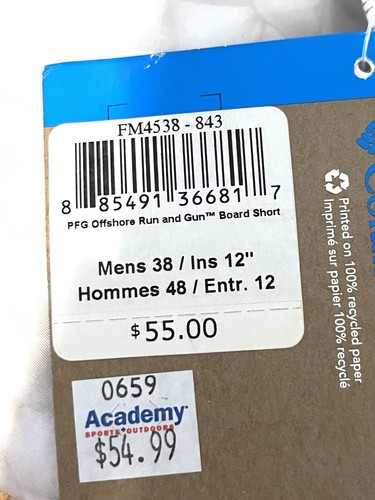 FM4538 - 843
8 85491 36681 7
PFG Offshore Run and Gun™ Board Short
Mens 38 / Ins 12"
Hommes 48 / Entr. 12
$55.00
0659
Academy
SPORTS+OUTDOORS
$54.99
Printed on 100% recycled paper
Imprimé sur papier 100% recyclé